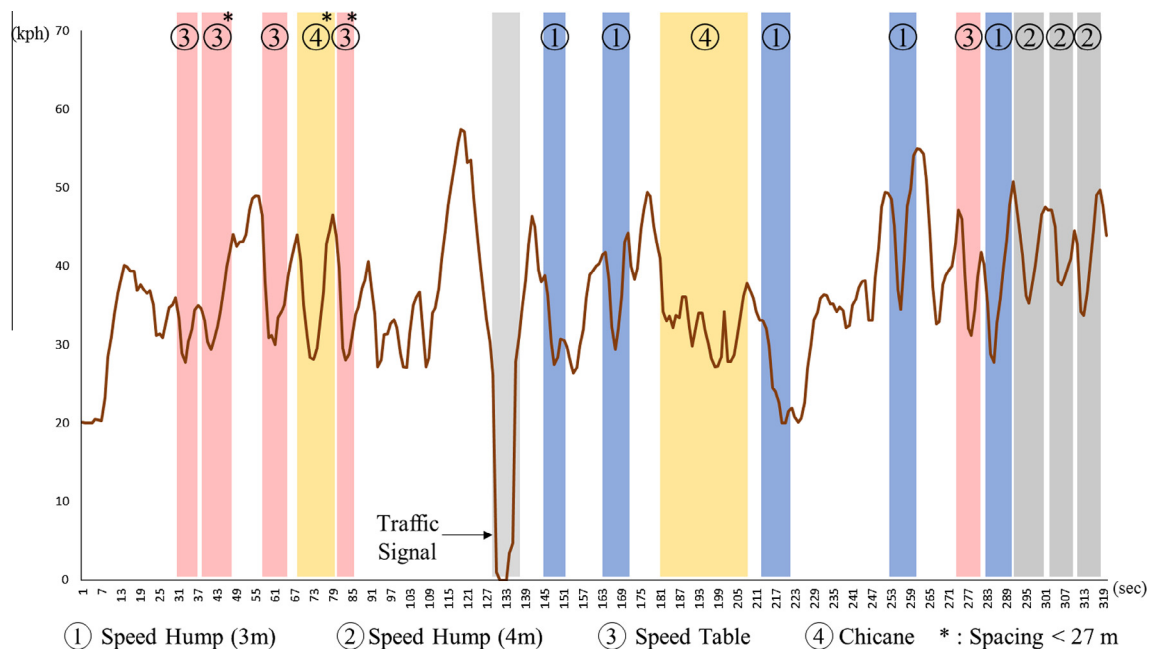 * * *
(kph)
70 ③ ③ ③ ④ ③ ① ① ④ ① ① ③ ① ② ② ②
60
50
40
30
20
10
Traffic
Signal
0
1 7 13 19 25 31 37 43 49 55 61 67 73 79 85 91 97 103 109 115 121 127 133 139 145 151 157 163 169 175 181 187 193 199 205 211 217 223 229 235 241 247 253 259 265 271 277 283 289 295 301 307 313 319 (sec)
① Speed Hump (3m) ② Speed Hump (4m) ③ Speed Table ④ Chicane * : Spacing < 27 m